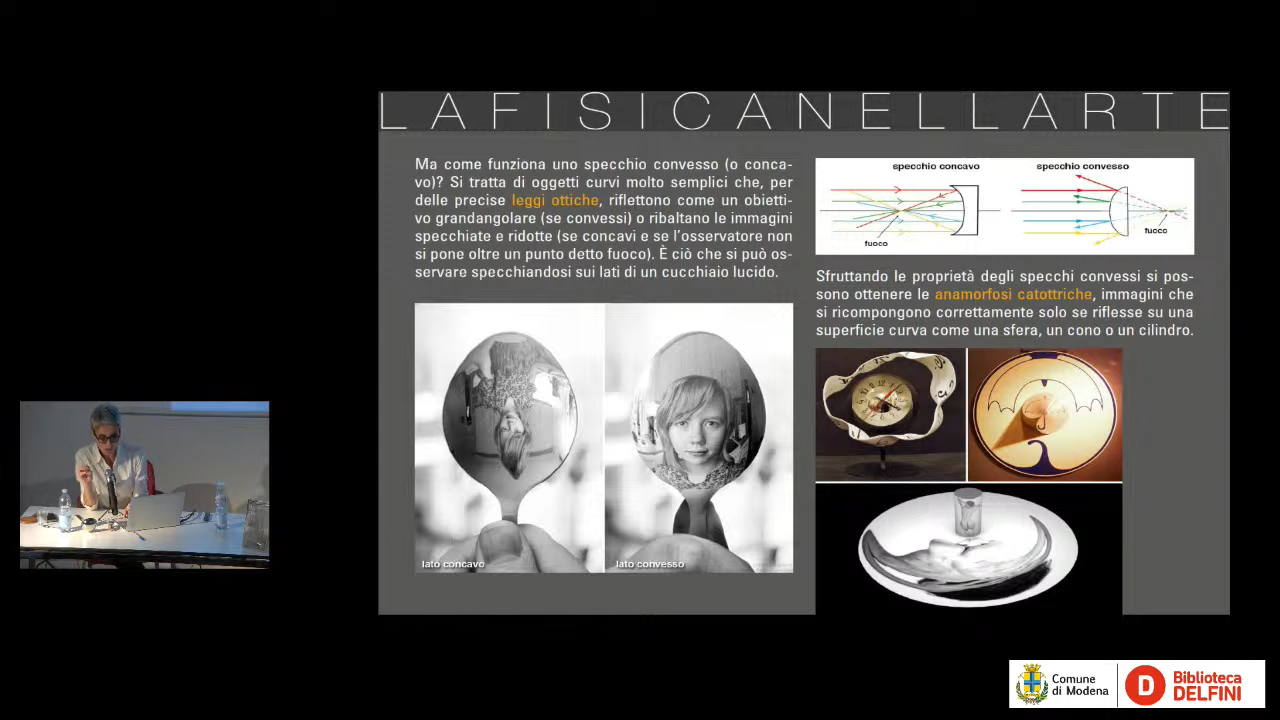 LAFISICANELLARTE
Ma come funziona uno specchio convesso (o conca-
vo)? Si tratta di oggetti curvi molto semplici che, per
delle precise leggi ottiche, riflettono come un obietti-
vo grandangolare (se convessi) o ribaltano le immagini
specchiate e ridotte (se concavi e se l'osservatore non
si pone oltre un punto detto fuoco). È ciò che si può os-
servare specchiandosi sui lati di un cucchiaio lucido.
lato concavo
lato convesso
specchio concavo
specchio convesso
fuoco
fuoco
Sfruttando le proprietà degli specchi convessi si pos-
sono ottenere le anamorfosi catottriche, immagini che
si ricompongono correttamente solo se riflesse su una
superficie curva come una sfera, un cono o un cilindro.
Comune
di Modena
D
Biblioteca
DELFINI